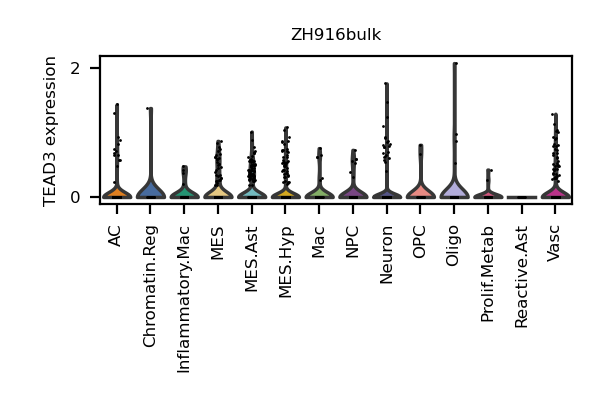 ZH916bulk
TEAD3 expression
2
0
AC
Chromatin.Reg
Inflammatory.Mac
MES
MES.Ast
MES.Hyp
Mac
NPC
Neuron
OPC
Oligo
Prolif.Metab
Reactive.Ast
Vasc